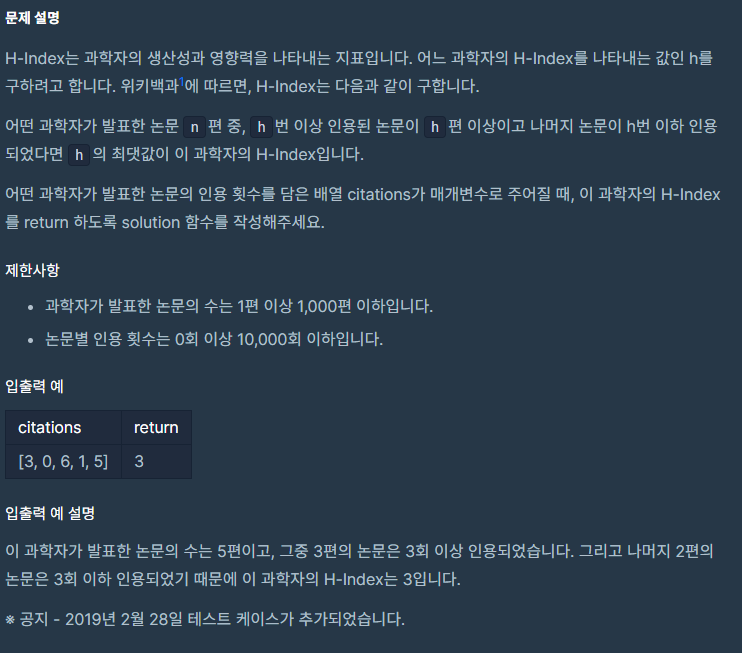 문제 설명
H-Index는 과학자의 생산성과 영향력을 나타내는 지표입니다. 어느 과학자의 H-Index를 나타내는 값인 h를
구하려고 합니다. 위키백과1에 따르면, H-Index는 다음과 같이 구합니다.
어떤 과학자가 발표한 논문 n 편 중, h 번 이상 인용된 논문이 h 편 이상이고 나머지 논문이 h번 이하 인용
되었다면 h 의 최댓값이 이 과학자의 H-Index입니다.
어떤 과학자가 발표한 논문의 인용 횟수를 담은 배열 citations가 매개변수로 주어질 때, 이 과학자의 H-Index
를 return 하도록 solution 함수를 작성해주세요.
제한사항
• 과학자가 발표한 논문의 수는 1편 이상 1,000편 이하입니다.
• 논문별 인용 횟수는 0회 이상 10,000회 이하입니다.
입출력 예
citations return
[3, 0, 6, 1, 5] 3
입출력 예 설명
이 과학자가 발표한 논문의 수는 5편이고, 그중 3편의 논문은 3회 이상 인용되었습니다. 그리고 나머지 2편의
논문은 3회 이하 인용되었기 때문에 이 과학자의 H-Index는 3입니다.
※ 공지 - 2019년 2월 28일 테스트 케이스가 추가되었습니다.